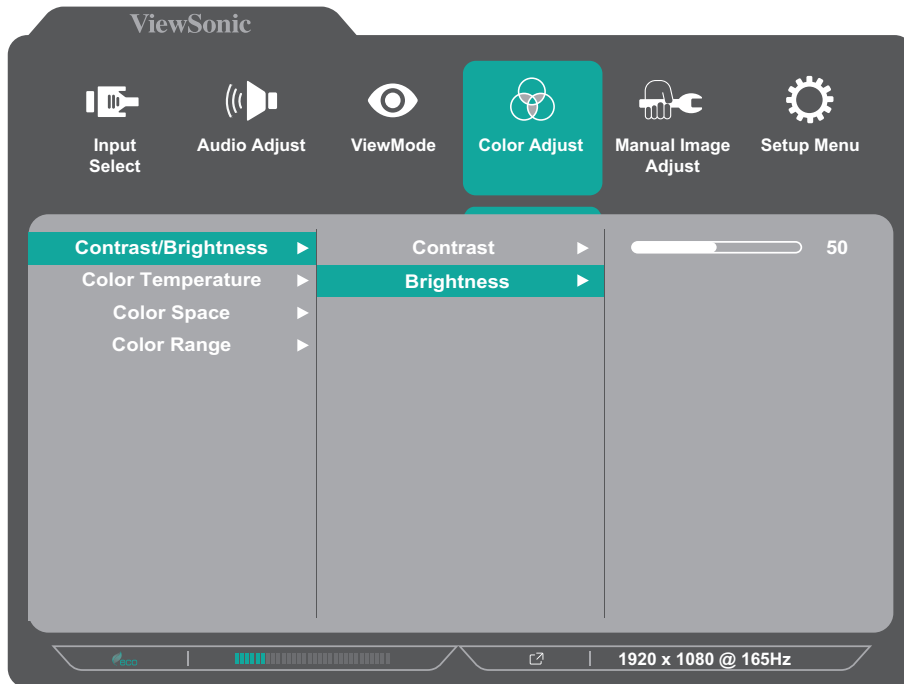 ViewSonic
Input
Select
Audio Adjust
ViewMode
Color Adjust
Manual Image
Adjust
Setup Menu
Contrast/Brightness
Contrast
50
Color Temperature
Brightness
Color Space
Color Range
eco
1920 x 1080 @ 165Hz